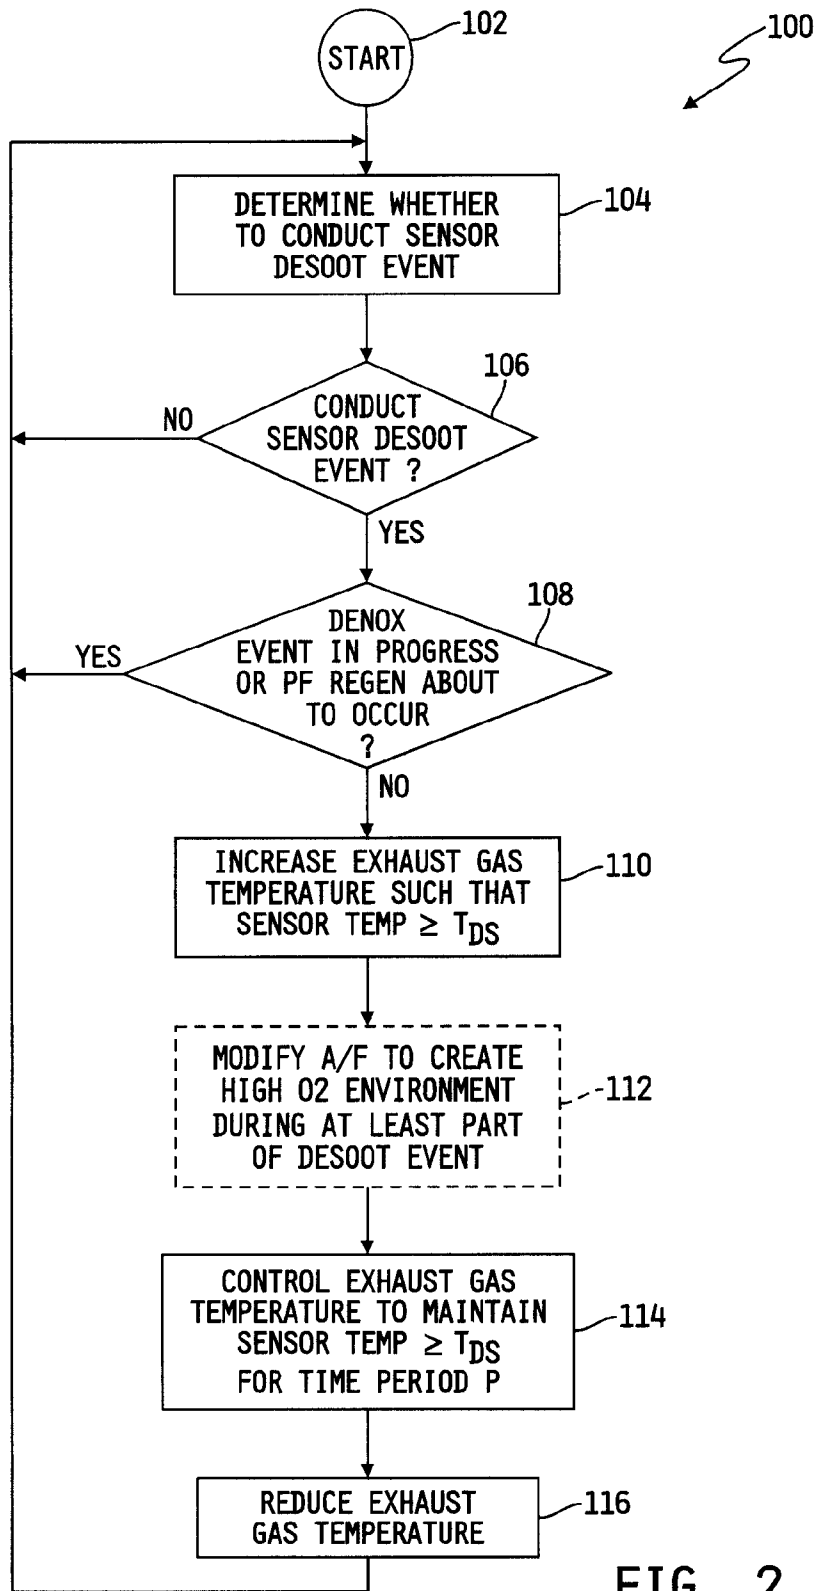 START
102
100
DETERMINE WHETHER
TO CONDUCT SENSOR
DESOOT EVENT
104
106
CONDUCT
SENSOR DESOOT
EVENT ?
NO
YES
108
DENOX
EVENT IN PROGRESS
OR PF REGEN ABOUT
TO OCCUR
?
YES
NO
INCREASE EXHAUST GAS
TEMPERATURE SUCH THAT
SENSOR TEMP ≥ TDS
110
MODIFY A/F TO CREATE
HIGH O2 ENVIRONMENT
DURING AT LEAST PART
OF DESOOT EVENT
112
CONTROL EXHAUST GAS
TEMPERATURE TO MAINTAIN
SENSOR TEMP ≥ TDS
FOR TIME PERIOD P
114
REDUCE EXHAUST
GAS TEMPERATURE
116
FIG. 2